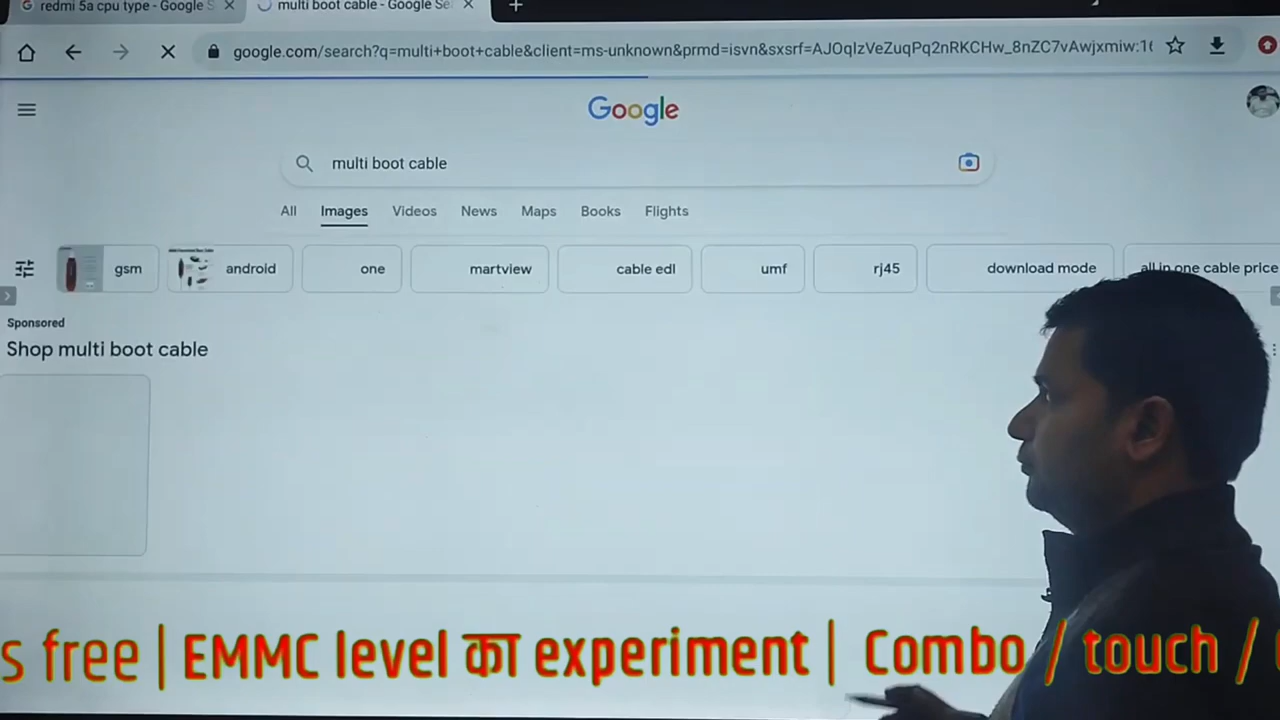 redmi 5a cpu type - Google S
multi boot cable - Google Se
google.com/search?q=multi+boot+cable&client=ms-unknown&prmd=isvn&sxsrf=AJOqlzVeZuqPq2nRKCHw_8nZC7vAwjxmiw:16
Google
multi boot cable
All Images Videos News Maps Books Flights
gsm android one martview cable edl umf rj45 download mode all in one cable price
Sponsored
Shop multi boot cable
s free | EMMC level का experiment | Combo / touch /